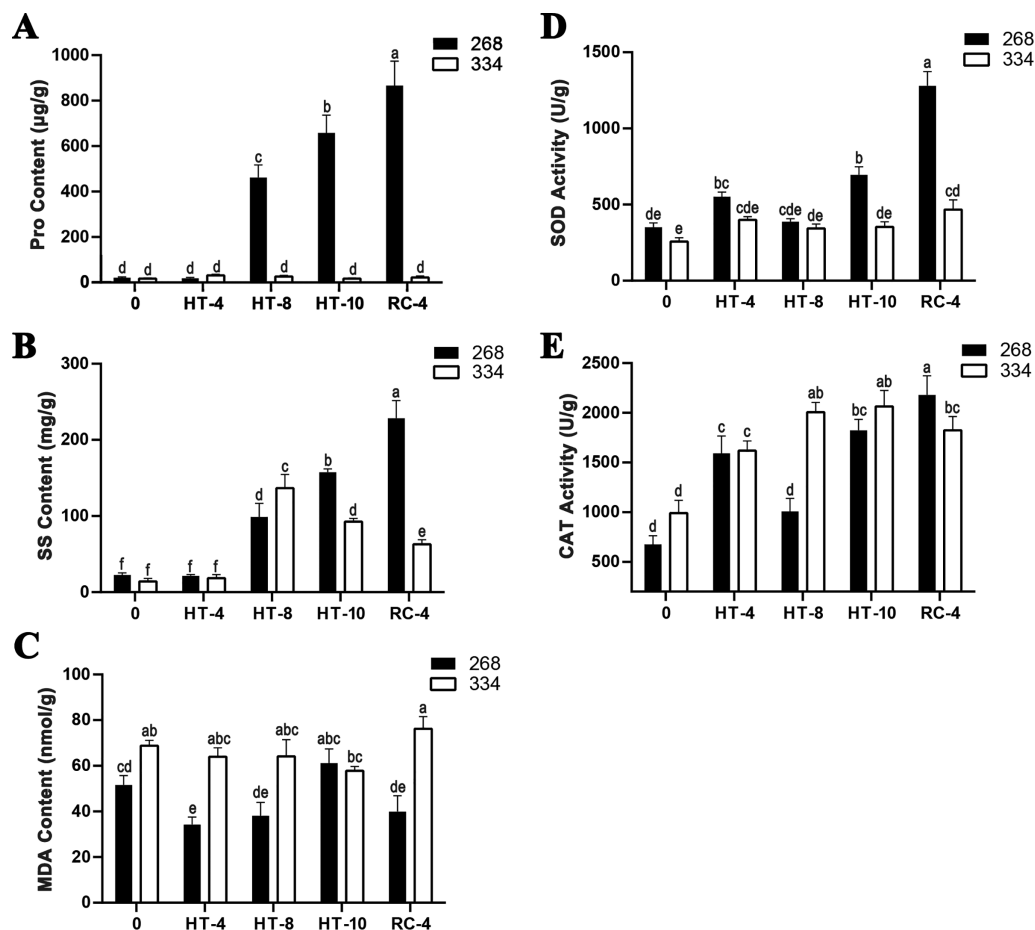 A
268
334
Pro Content (µg/g)
1000
800
600
400
200
0
d d d d c d b d a d
0 HT-4 HT-8 HT-10 RC-4
B
268
334
SS Content (mg/g)
300
200
100
0
f f f f d c b d a e
0 HT-4 HT-8 HT-10 RC-4
C
268
334
MDA Content (nmol/g)
100
80
60
40
20
0
cd ab e abc de abc abc bc de a
0 HT-4 HT-8 HT-10 RC-4
D
268
334
SOD Activity (U/g)
1500
1000
500
0
de e bc cde cde de b de a cd
0 HT-4 HT-8 HT-10 RC-4
E
268
334
CAT Activity (U/g)
2500
2000
1500
1000
500
d d c c d ab bc ab a bc
0 HT-4 HT-8 HT-10 RC-4